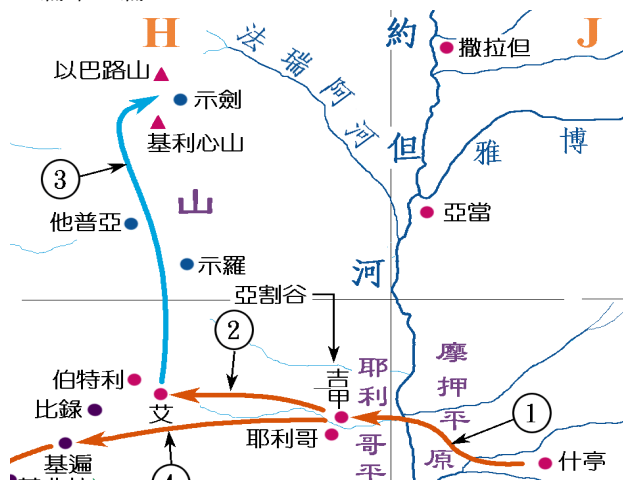 H
J
法瑞阿河
約但河
撒拉但
以巴路山
示劍
基利心山
雅博
③
山
他普亞
亞當
示羅
亞割谷
②
吉甲
耶利哥平
摩押平原
伯特利
艾
比錄
①
耶利哥
什亭
基遍
④